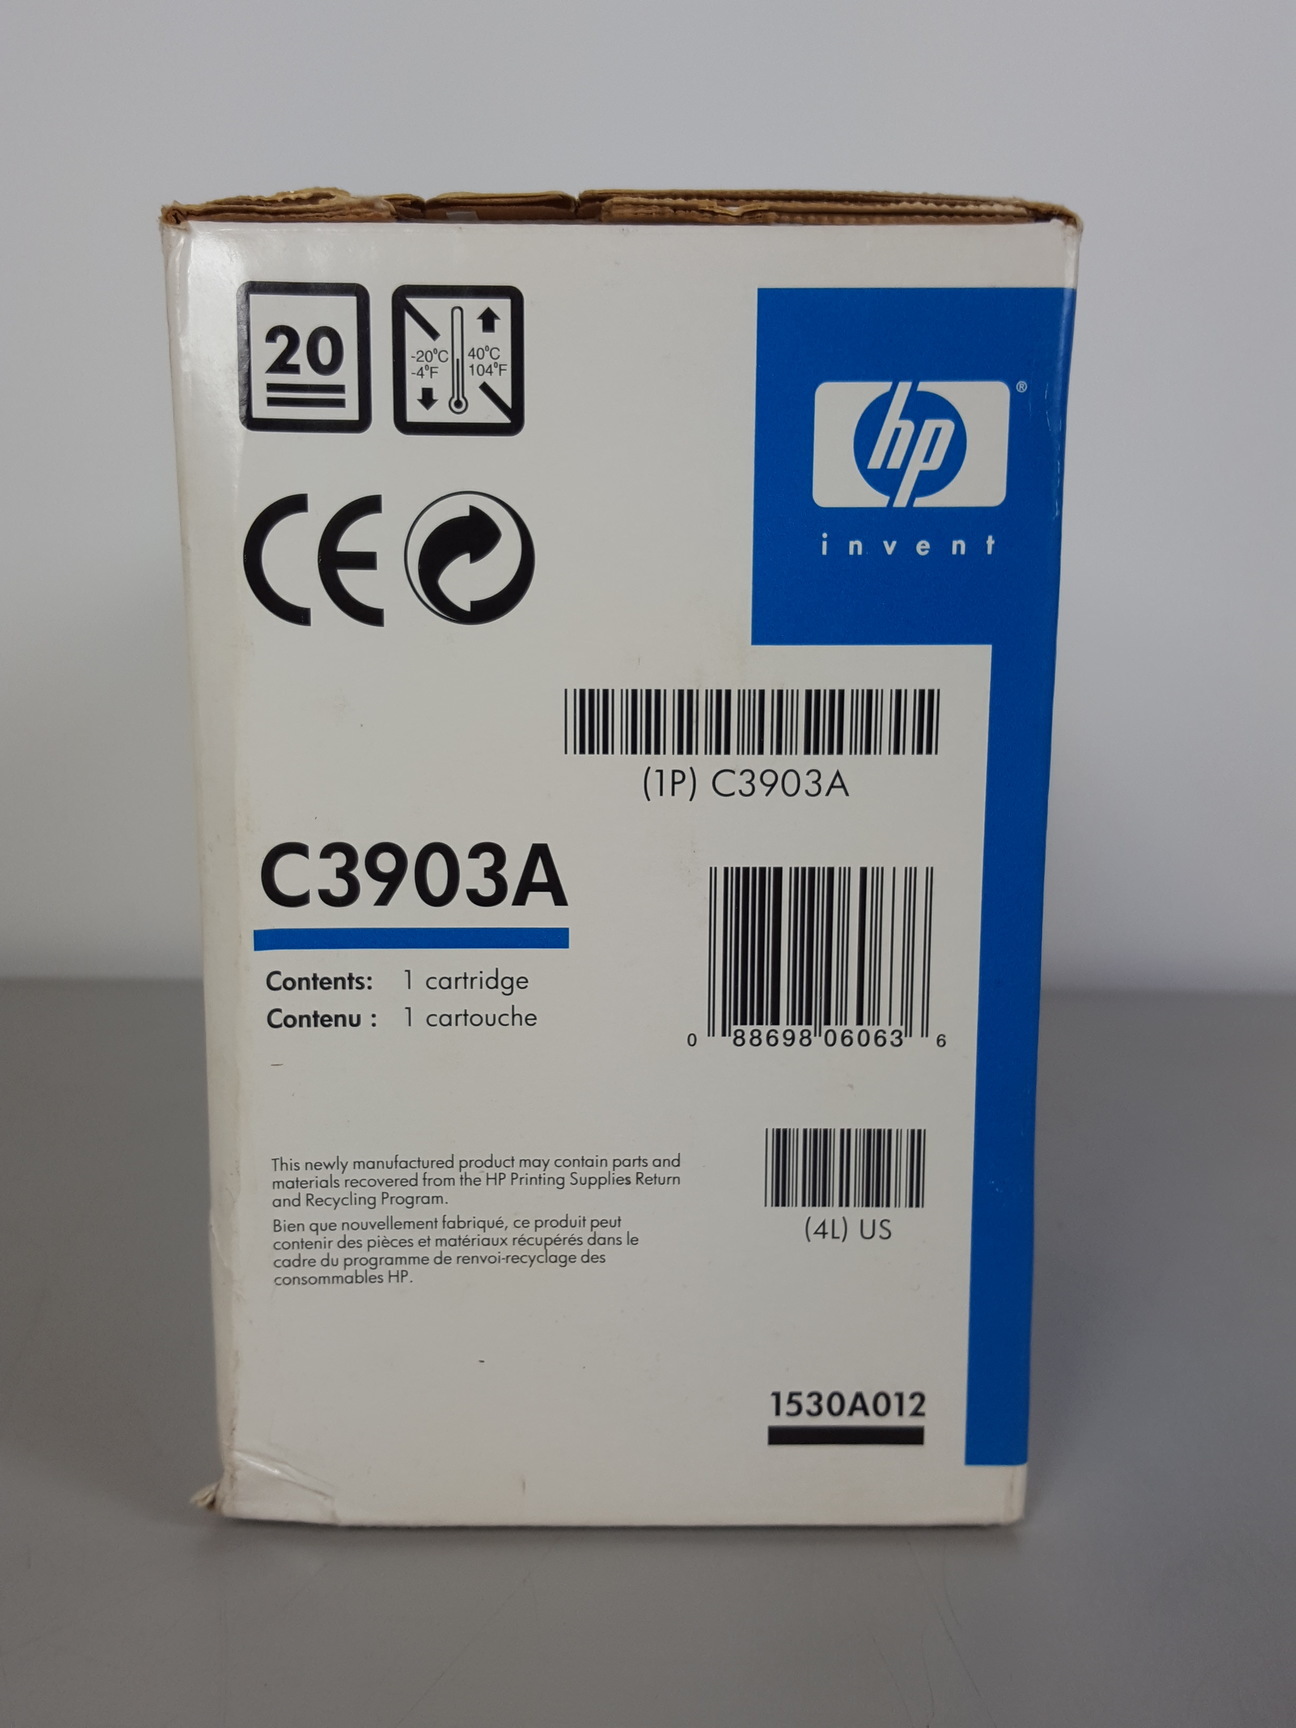 20
-20°C
-4°F
40°C
104°F
hp
®
invent
CE
(1P) C3903A
C3903A
Contents: 1 cartridge
Contenu : 1 cartouche
0 88698 06063 6
This newly manufactured product may contain parts and
materials recovered from the HP Printing Supplies Return
and Recycling Program.
Bien que nouvellement fabriqué, ce produit peut
contenir des pièces et matériaux récupérés dans le
cadre du programme de renvoi-recyclage des
consommables HP.
(4L) US
1530A012